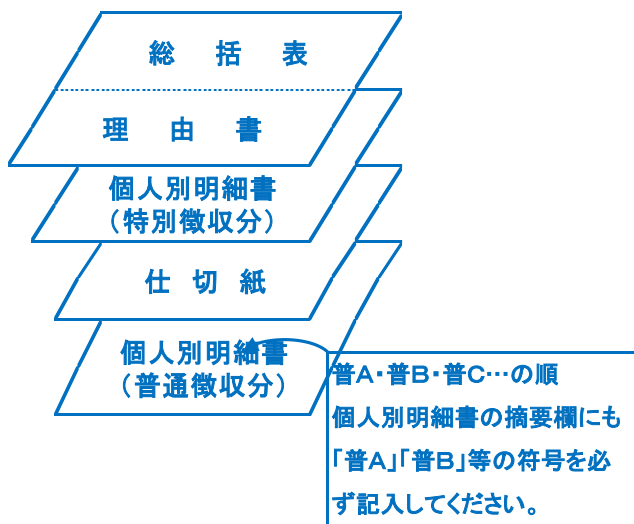 総括表
理由書
個人別明細書
（特別徴収分）
仕切紙
個人別明細書
（普通徴収分）
普Ａ・普Ｂ・普Ｃ…の順
個人別明細書の摘要欄にも
「普Ａ」「普Ｂ」等の符号を必
ず記入してください。